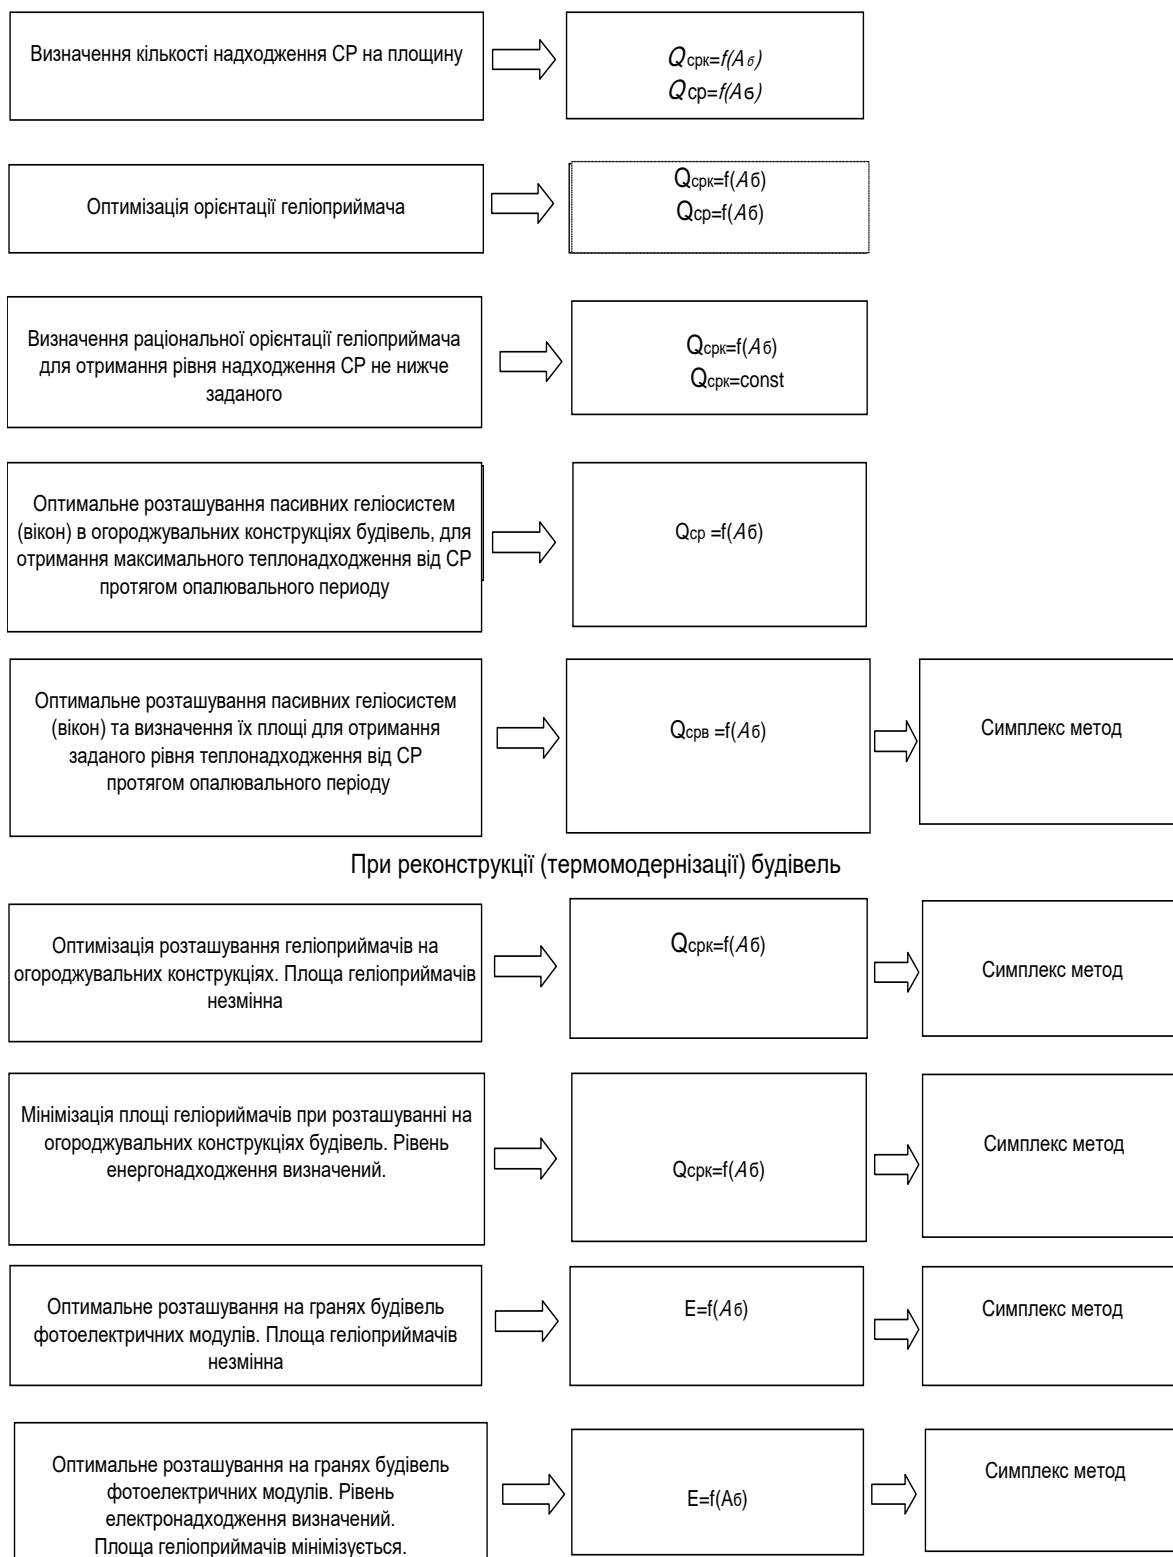 Визначення кількості надходження СР на площину
Qсрк=f(Aб)
Qср=f(Aб)
Оптимізація орієнтації геліоприймача
Qсрк=f(Aб)
Qср=f(Aб)
Визначення раціональної орієнтації геліоприймача
для отримання рівня надходження СР не нижче
заданого
Qсрк=f(Aб)
Qсрк=const
Оптимальне розташування пасивних геліосистем
(вікон) в огороджувальних конструкціях будівель, для
отримання максимального теплонадходження від СР
протягом опалювального периоду
Qср =f(Aб)
Оптимальне розташування пасивних геліосистем
(вікон) та визначення їх площі для отримання
заданого рівня теплонадходження від СР
протягом опалювального періоду
Qсрв =f(Aб)
Симплекс метод
При реконструкції (термомодернізації) будівель
Оптимізація розташування геліоприймачів на
огороджувальних конструкціях. Площа геліоприймачів
незмінна
Qсрк=f(Aб)
Симплекс метод
Мінімізація площі геліориймачів при розташуванні на
огороджувальних конструкціях будівель. Рівень
енергонадходження визначений.
Qсрк=f(Aб)
Симплекс метод
Оптимальне розташування на гранях будівель
фотоелектричних модулів. Площа геліоприймачів
незмінна
E=f(Aб)
Симплекс метод
Оптимальне розташування на гранях будівель
фотоелектричних модулів. Рівень
електронадходження визначений.
Площа геліоприймачів мінімізується.
E=f(Aб)
Симплекс метод